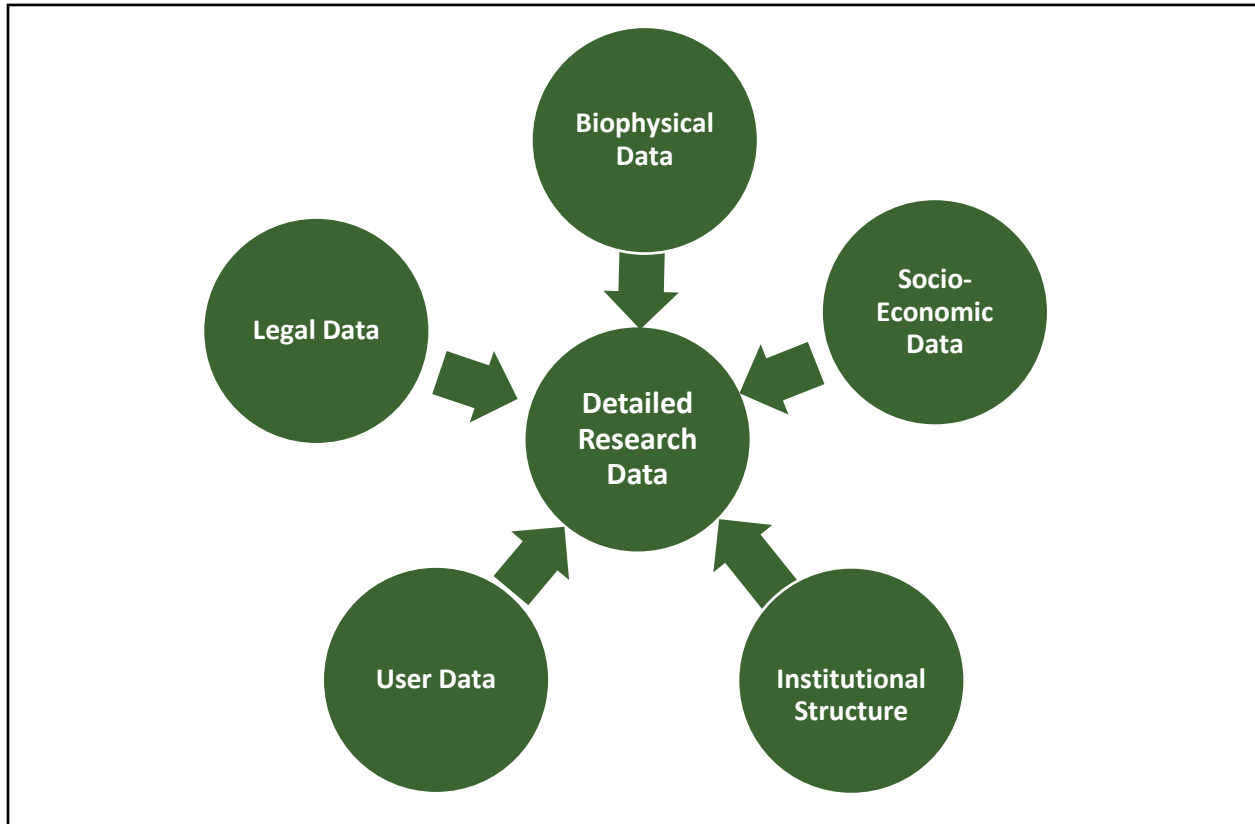 Biophysical
Data
Socio-
Economic
Data
Legal Data
Detailed
Research
Data
User Data
Institutional
Structure